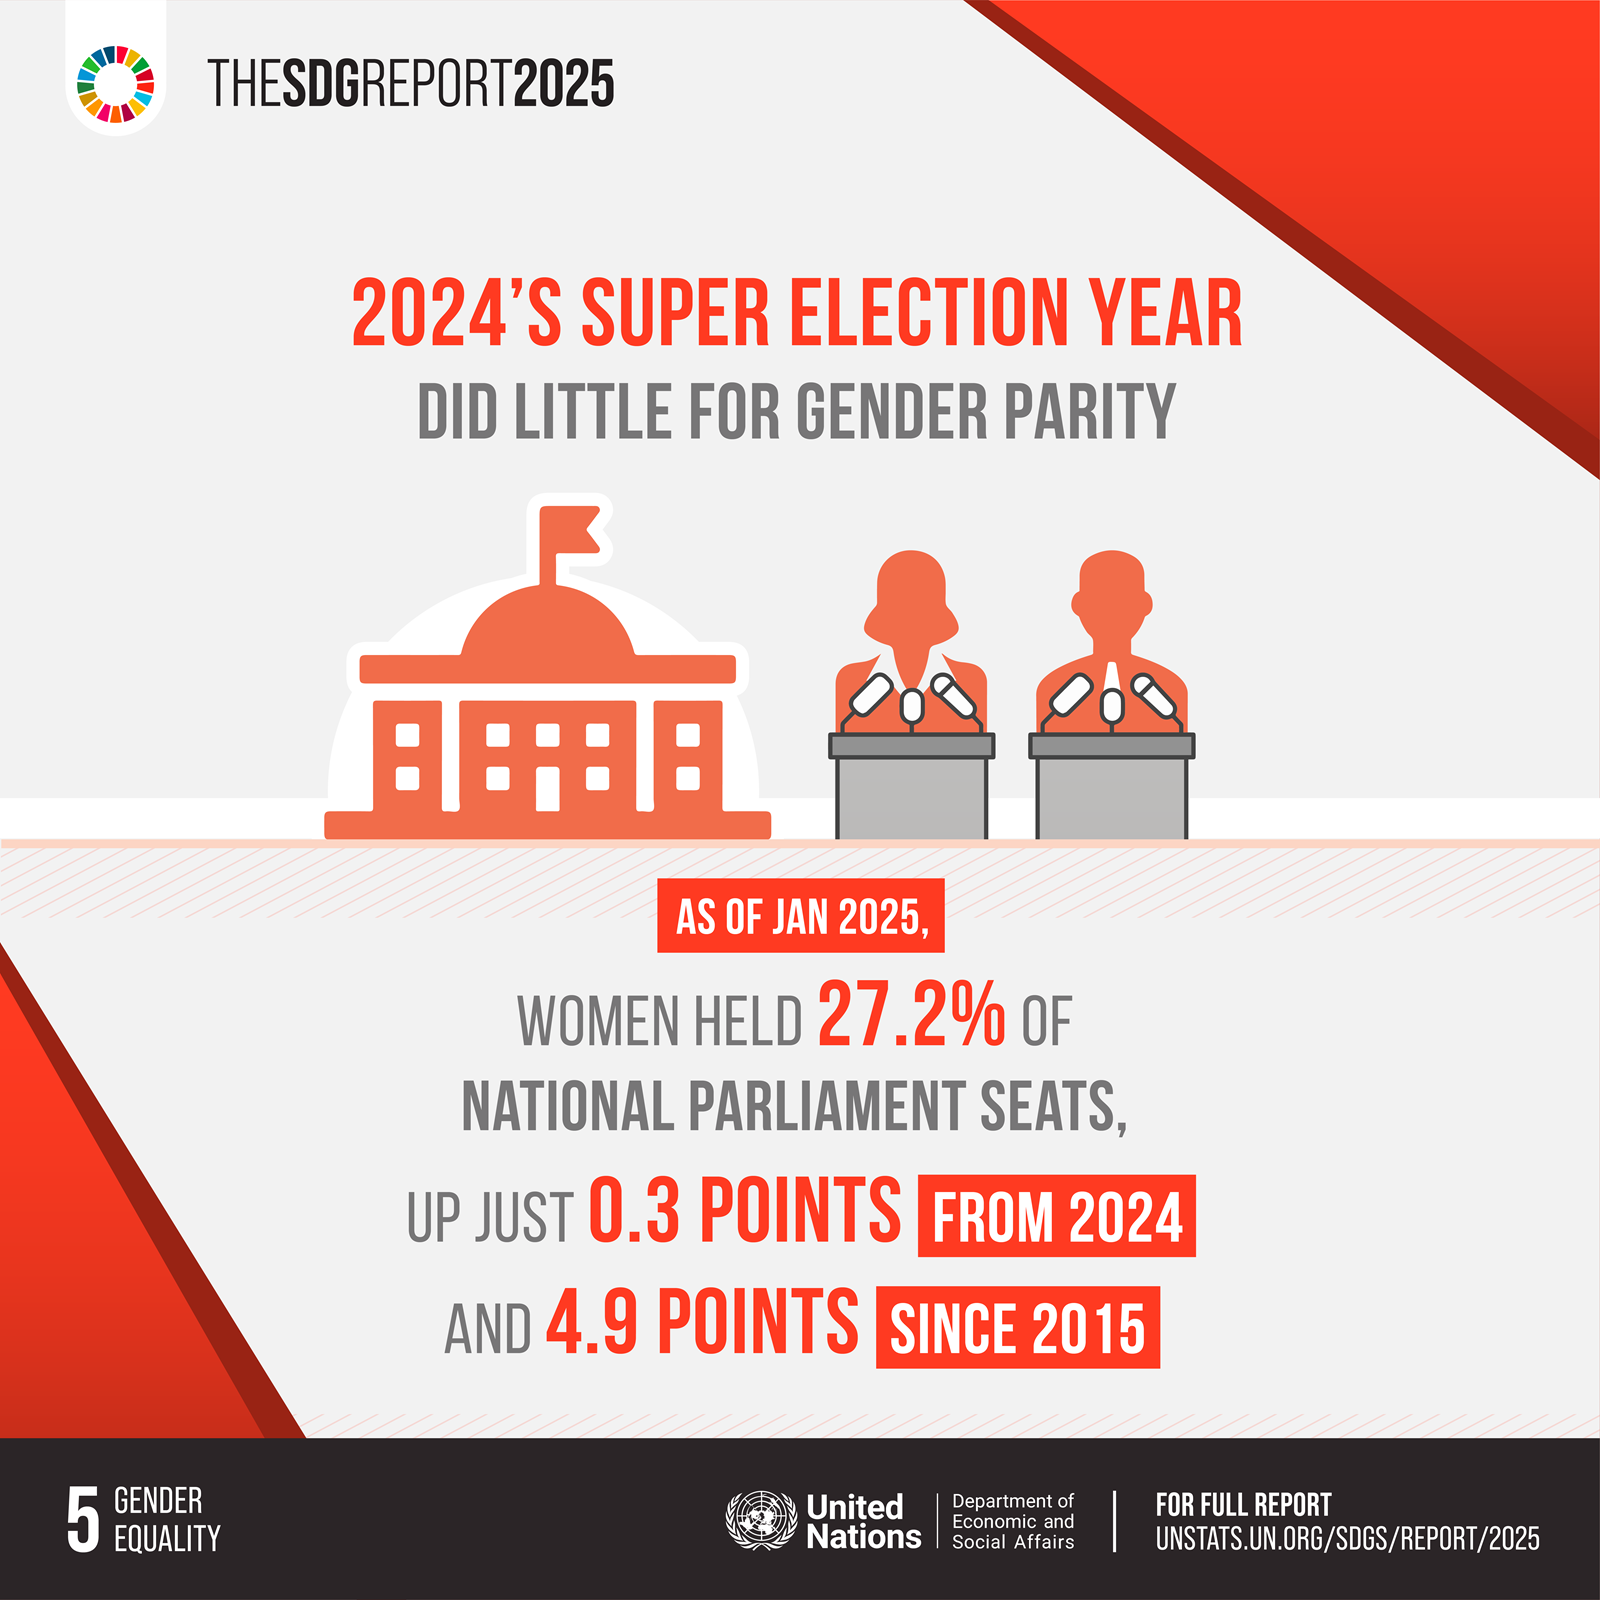 THESDGREPORT2025
2024’S SUPER ELECTION YEAR
DID LITTLE FOR GENDER PARITY
AS OF JAN 2025,
WOMEN HELD 27.2% OF
NATIONAL PARLIAMENT SEATS,
UP JUST 0.3 POINTS FROM 2024
AND 4.9 POINTS SINCE 2015
5 GENDER
EQUALITY
United
Nations
Department of
Economic and
Social Affairs
FOR FULL REPORT
UNSTATS.UN.ORG/SDGS/REPORT/2025